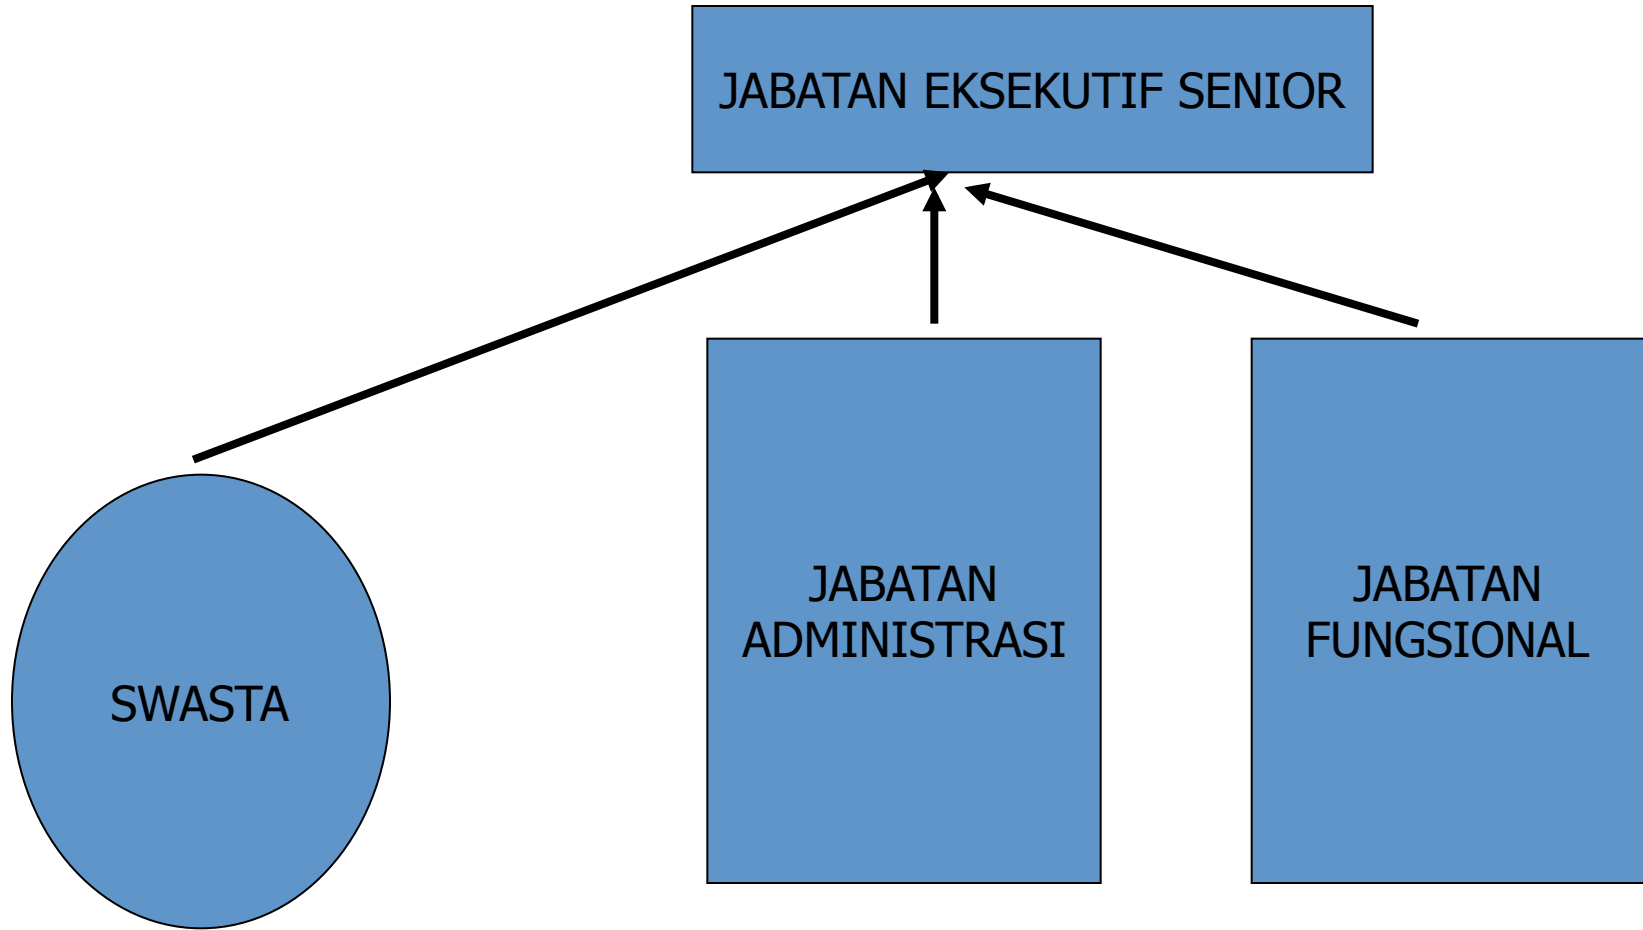 JABATAN EKSEKUTIF SENIOR
JABATAN
ADMINISTRASI
JABATAN
FUNGSIONAL
SWASTA